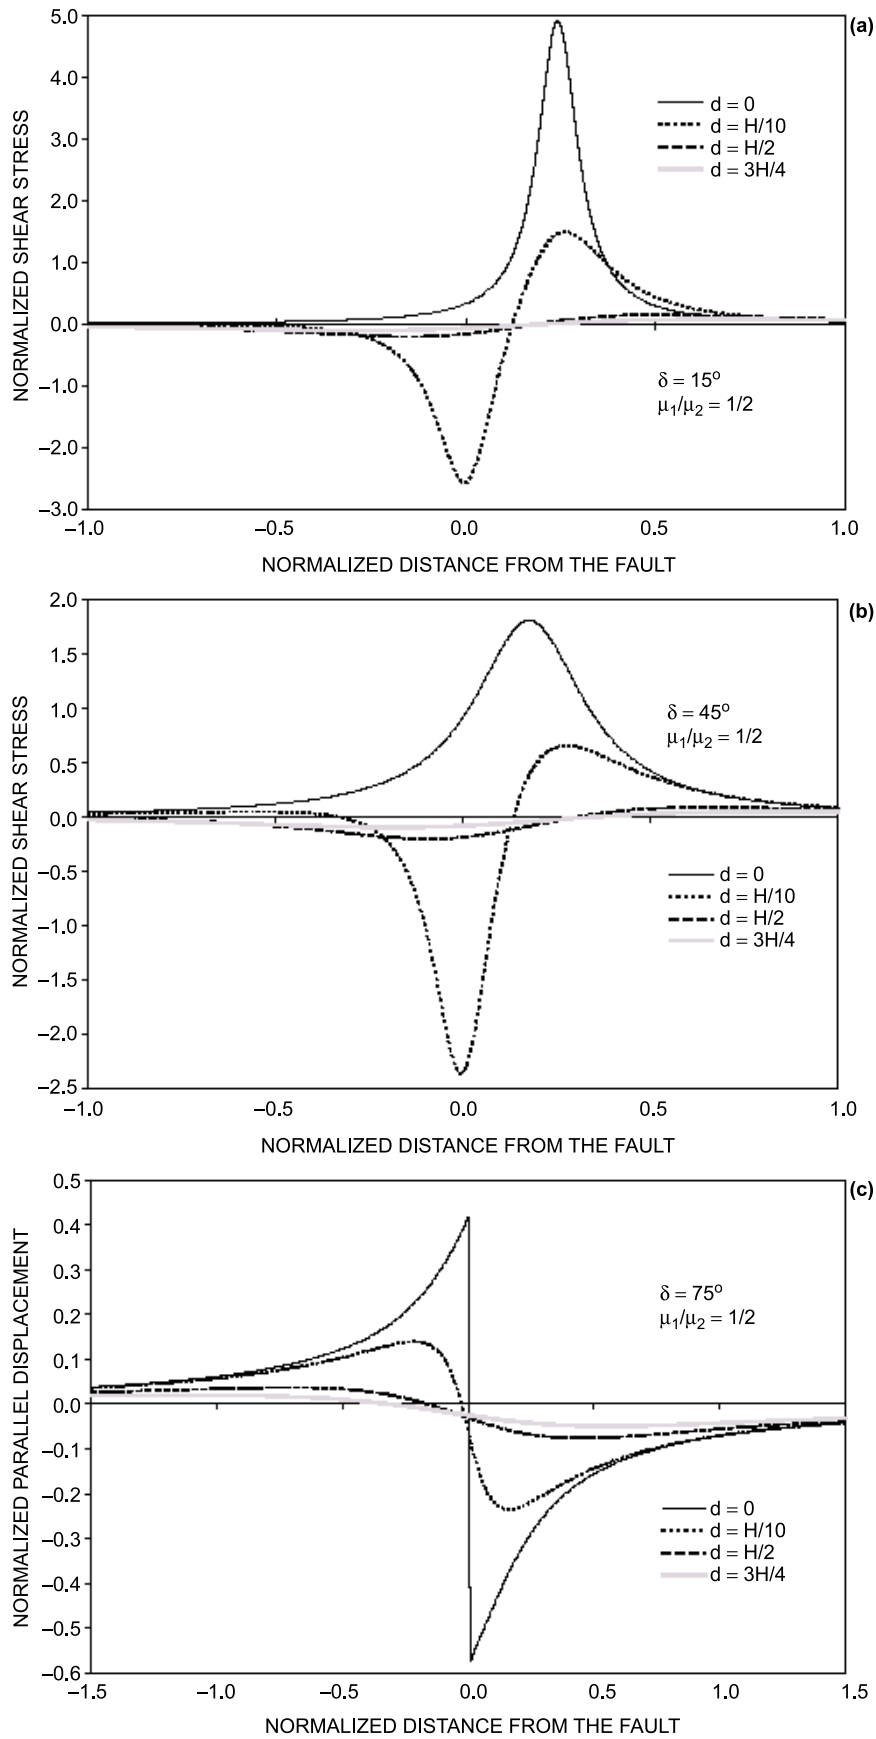 (a)
NORMALIZED SHEAR STRESS
5.0
4.0
3.0
2.0
1.0
0.0
–1.0
–2.0
–3.0
d = 0
d = H/10
d = H/2
d = 3H/4
δ = 15°
μ1/μ2 = 1/2
–1.0 –0.5 0.0 0.5 1.0
NORMALIZED DISTANCE FROM THE FAULT
(b)
NORMALIZED SHEAR STRESS
2.0
1.5
1.0
0.5
0.0
–0.5
–1.0
–1.5
–2.0
–2.5
δ = 45°
μ1/μ2 = 1/2
d = 0
d = H/10
d = H/2
d = 3H/4
–1.0 –0.5 0.0 0.5 1.0
NORMALIZED DISTANCE FROM THE FAULT
(c)
NORMALIZED PARALLEL DISPLACEMENT
0.5
0.4
0.3
0.2
0.1
0.0
–0.1
–0.2
–0.3
–0.4
–0.5
–0.6
δ = 75°
μ1/μ2 = 1/2
d = 0
d = H/10
d = H/2
d = 3H/4
–1.5 –1.0 –0.5 0.0 0.5 1.0 1.5
NORMALIZED DISTANCE FROM THE FAULT